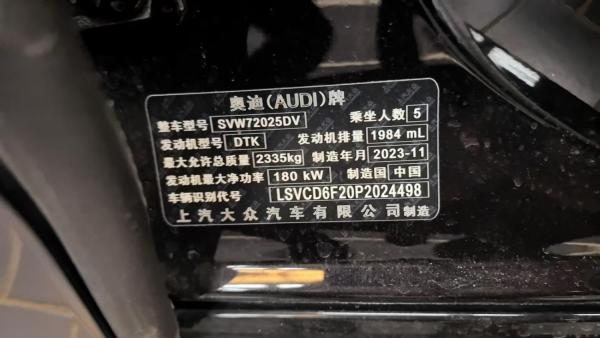 奥迪(AUDI)牌
整车型号 SVW72025DV 乘坐人数 5
发动机型号 DTK 发动机排量 1984 mL
最大允许总质量 2335kg 制造年月 2023-11
发动机最大净功率 180 kW 制造国 中国
车辆识别代号 LSVCD6F20P2024498
上汽大众汽车有限公司制造